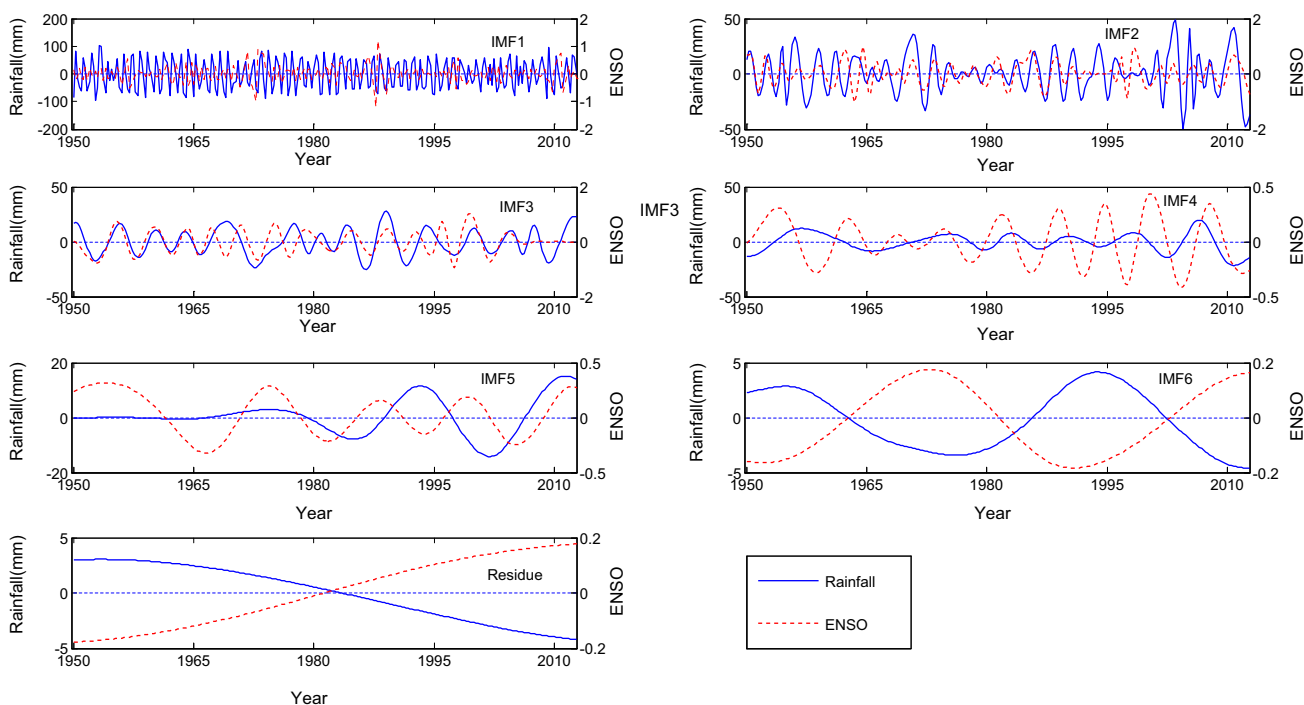 IMF1
Rainfall(mm)
200
100
0
-100
-200
2
1
0
-1
-2
ENSO
1950 1965 1980 1995 2010
Year
IMF2
Rainfall(mm)
50
0
-50
2
1
0
-1
-2
ENSO
1950 1965 1980 1995 2010
Year
IMF3
Rainfall(mm)
50
0
-50
2
0
-2
ENSO
1950 1965 1980 1995 2010
Year
IMF3
IMF4
Rainfall(mm)
50
0
-50
0.5
0
-0.5
ENSO
1950 1965 1980 1995 2010
Year
IMF5
Rainfall(mm)
20
0
-20
0.5
0
-0.5
ENSO
1950 1965 1980 1995 2010
Year
IMF6
Rainfall(mm)
5
0
-5
0.2
0
-0.2
ENSO
1950 1965 1980 1995 2010
Year
Residue
Rainfall(mm)
5
0
-5
0.2
0
-0.2
ENSO
1950 1965 1980 1995 2010
Year
Rainfall
ENSO